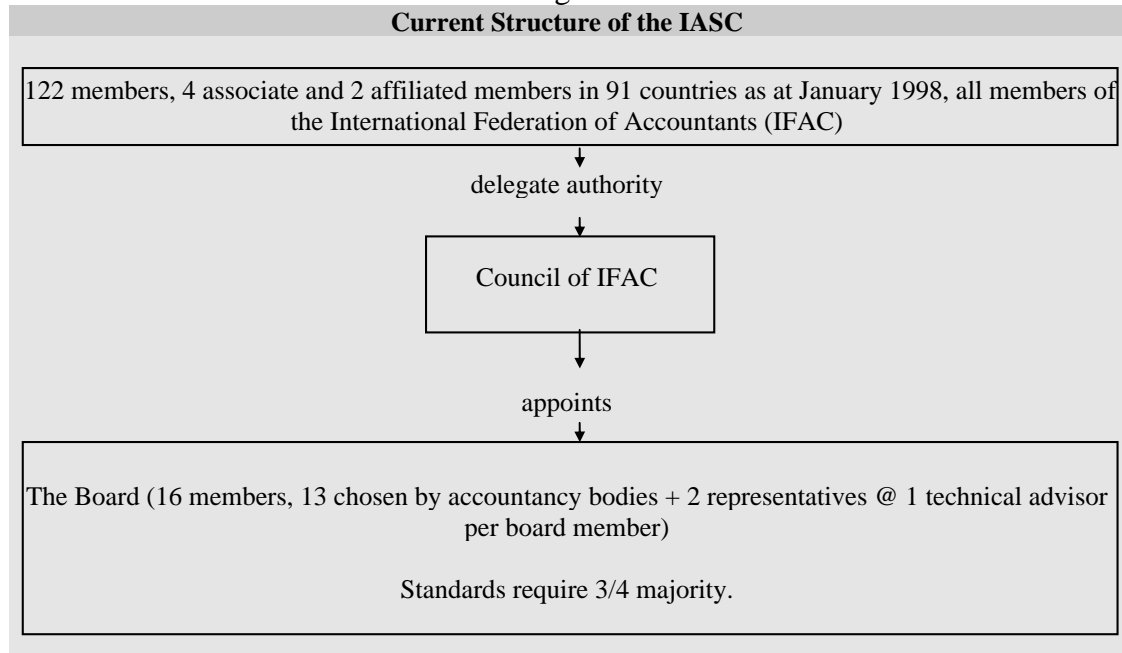 Current Structure of the IASC
122 members, 4 associate and 2 affiliated members in 91 countries as at January 1998, all members of
the International Federation of Accountants (IFAC)
delegate authority
Council of IFAC
appoints
The Board (16 members, 13 chosen by accountancy bodies + 2 representatives @ 1 technical advisor
per board member)
Standards require 3/4 majority.